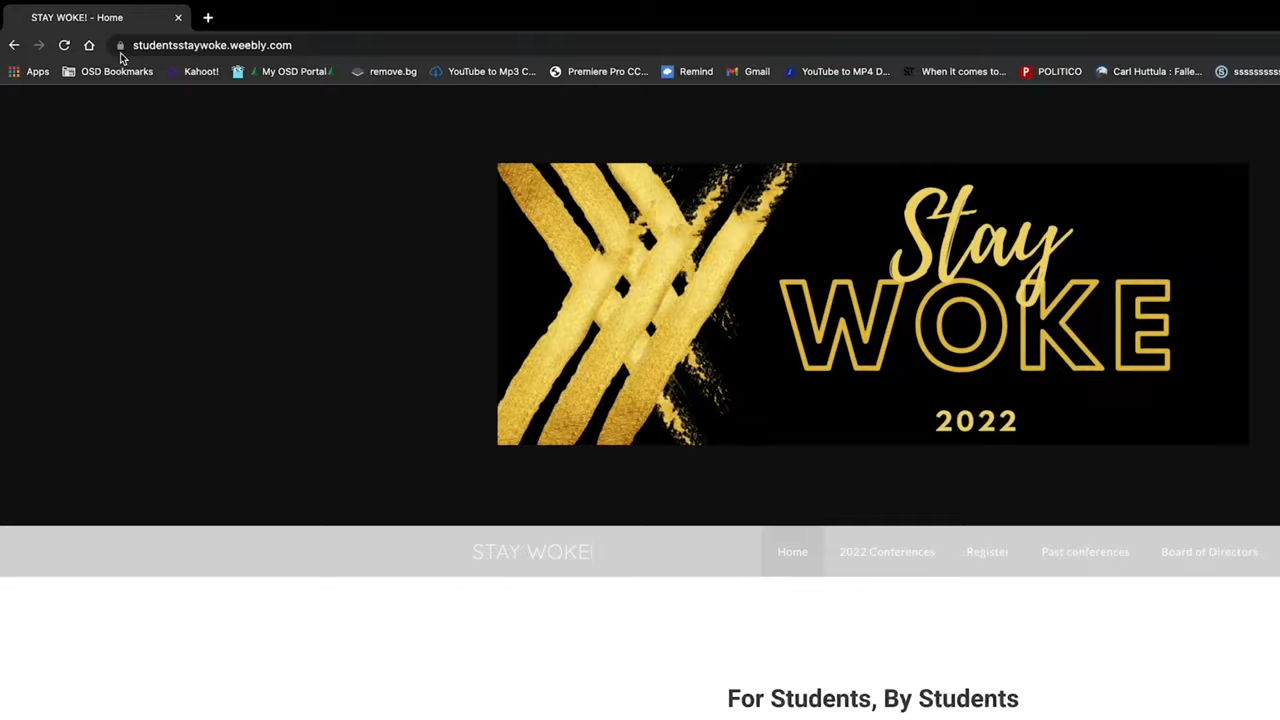 STAY WOKE! - Home
studentsstaywoke.weebly.com
Apps OSD Bookmarks Kahoot! My OSD Portal remove.bg YouTube to Mp3 C... Premiere Pro CC... Remind Gmail YouTube to MP4 D... When it comes to... POLITICO Carl Huttula : Falle... ssssssssss
Stay
WOKE
2022
STAY WOKE! Home 2022 Conferences Register Past conferences Board of Directors
For Students, By Students